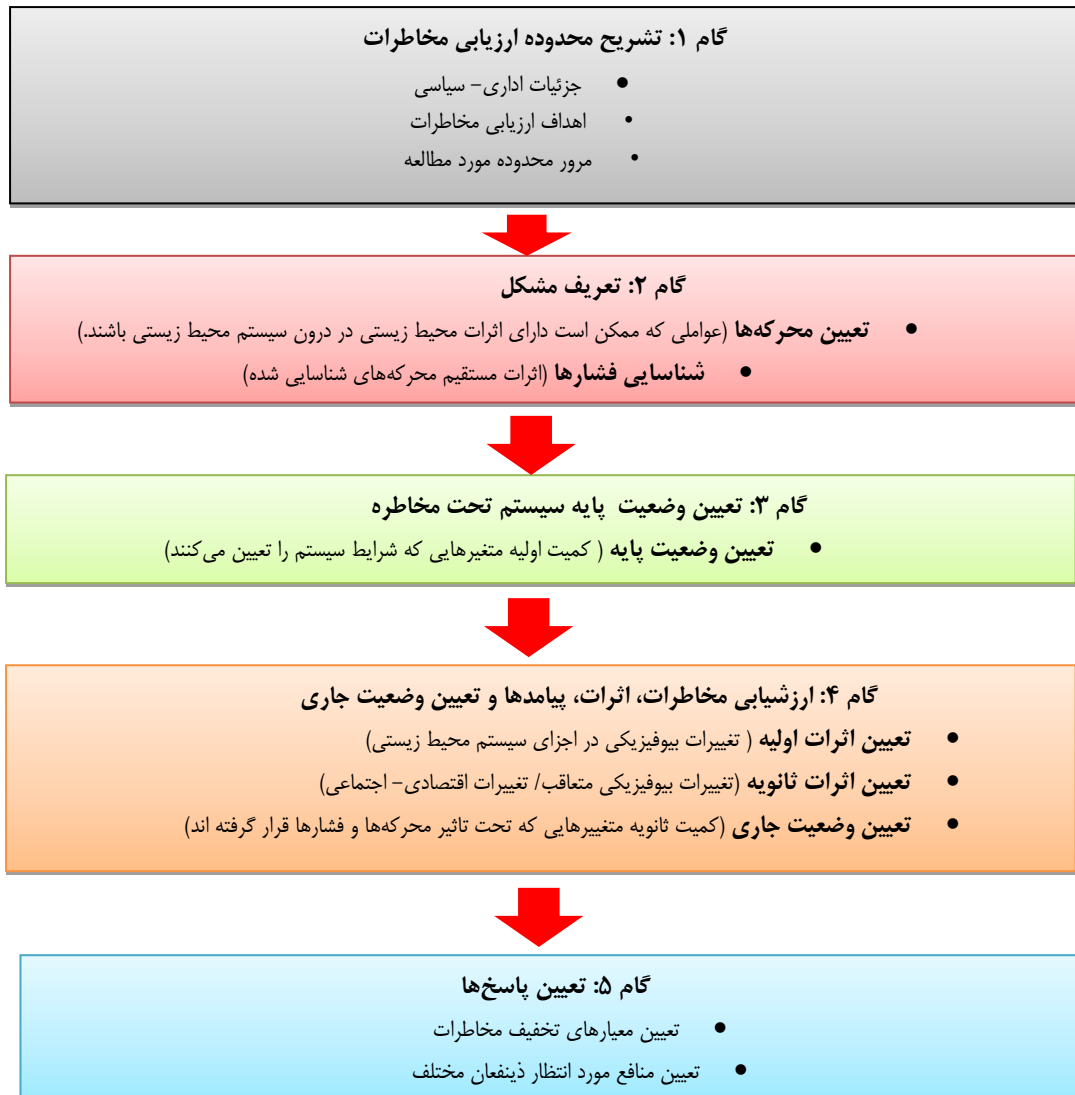 گام ۱: تشریح محدوده ارزیابی مخاطرات
• جزئیات اداری- سیاسی
• اهداف ارزیابی مخاطرات
• مرور محدوده مورد مطالعه
گام ۲: تعریف مشکل
• تعیین محرکه‌ها (عواملی که ممکن است دارای اثرات محیط زیستی در درون سیستم محیط زیستی باشند.)
• شناسایی فشارها (اثرات مستقیم محرکه‌های شناسایی شده)
گام ۳: تعیین وضعیت پایه سیستم تحت مخاطره
• تعیین وضعیت پایه ( کمیت اولیه متغیرهایی که شرایط سیستم را تعیین می‌کنند)
گام ۴: ارزشیابی مخاطرات، اثرات، پیامدها و تعیین وضعیت جاری
• تعیین اثرات اولیه ( تغییرات بیوفیزیکی در اجزای سیستم محیط زیستی)
• تعیین اثرات ثانویه (تغییرات بیوفیزیکی متعاقب/ تغییرات اقتصادی- اجتماعی)
• تعیین وضعیت جاری (کمیت ثانویه متغییرهایی که تحت تاثیر محرکه‌ها و فشارها قرار گرفته اند)
گام ۵: تعیین پاسخ‌ها
• تعیین معیارهای تخفیف مخاطرات
• تعیین منافع مورد انتظار ذینفعان مختلف